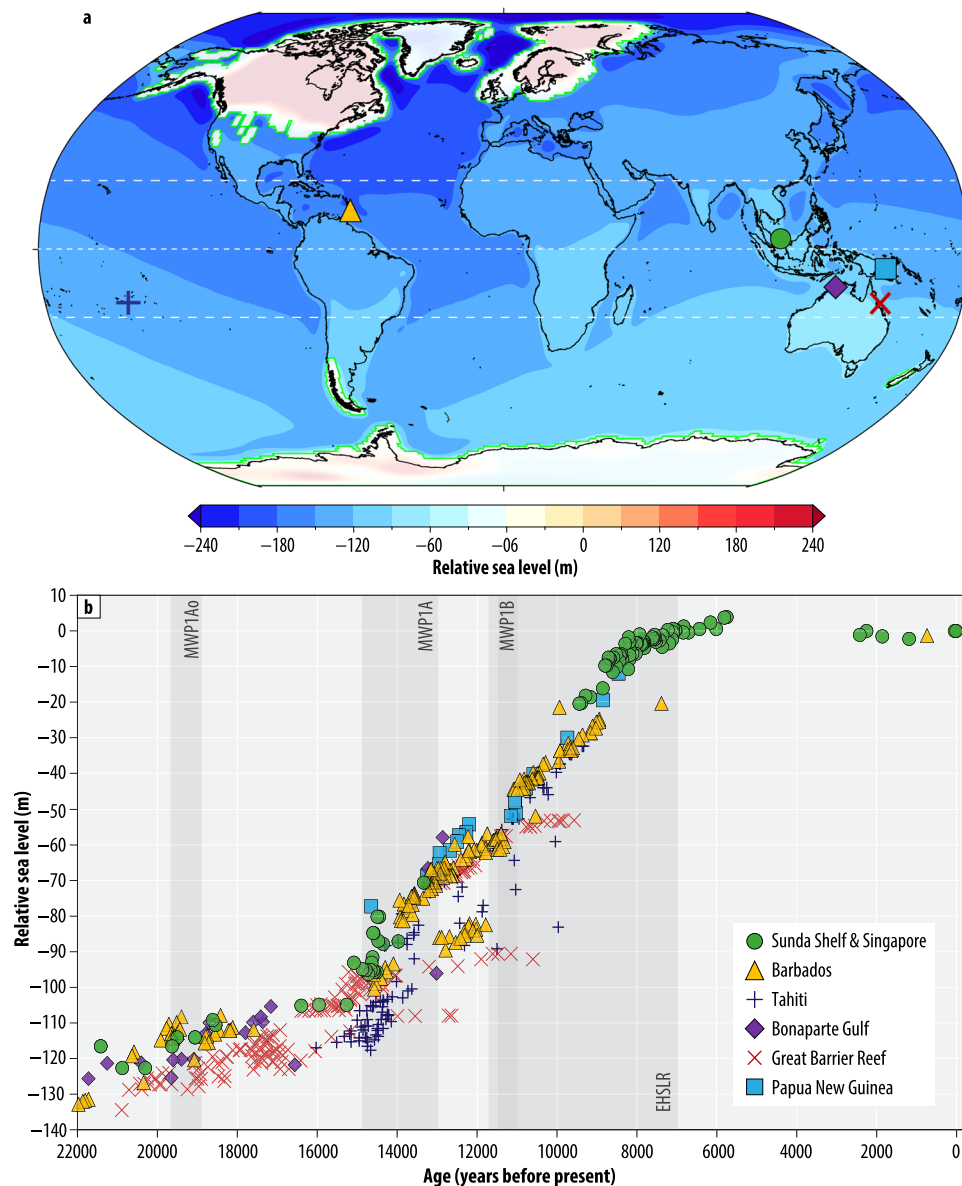 a
−240 −180 −120 −60 −06 0 120 180 240
Relative sea level (m)
b
10
0
−10
−20
−30
−40
−50
−60
−70
−80
−90
−100
−110
−120
−130
−140
Relative sea level (m)
MWP1Ao
MWP1A
MWP1B
EHSLR
Sunda Shelf & Singapore
Barbados
Tahiti
Bonaparte Gulf
Great Barrier Reef
Papua New Guinea
22000 20000 18000 16000 14000 12000 10000 8000 6000 4000 2000 0
Age (years before present)